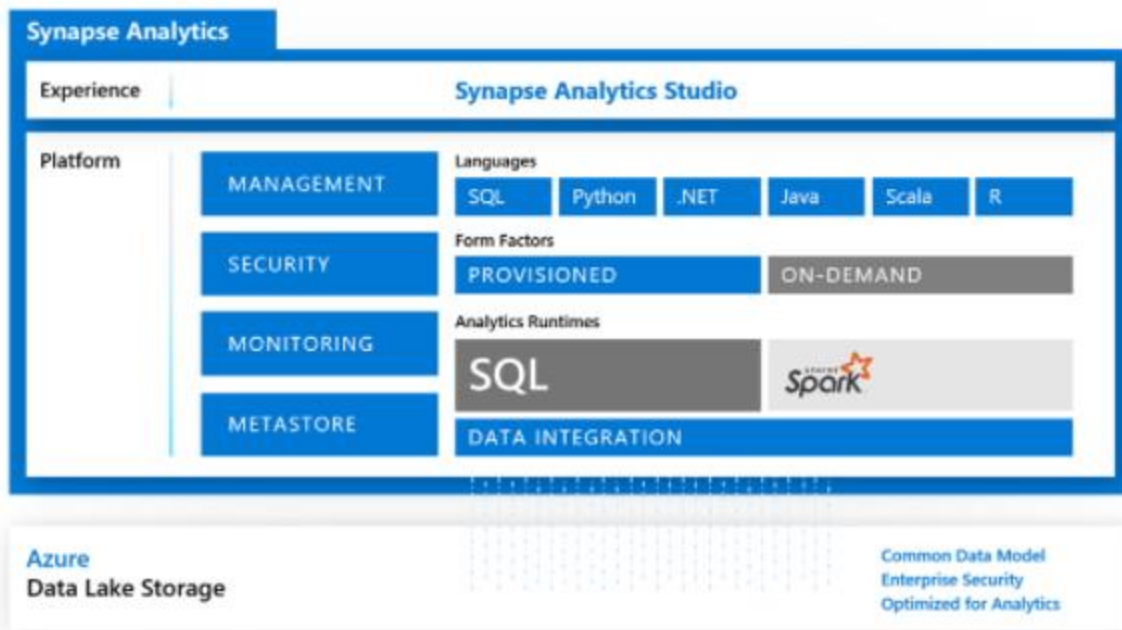 Synapse Analytics
Experience
Synapse Analytics Studio
Platform
MANAGEMENT
SECURITY
MONITORING
METASTORE
Languages
SQL Python .NET Java Scala R
Form Factors
PROVISIONED ON-DEMAND
Analytics Runtimes
SQL APACHE Spark
DATA INTEGRATION
Azure
Data Lake Storage
Common Data Model
Enterprise Security
Optimized for Analytics